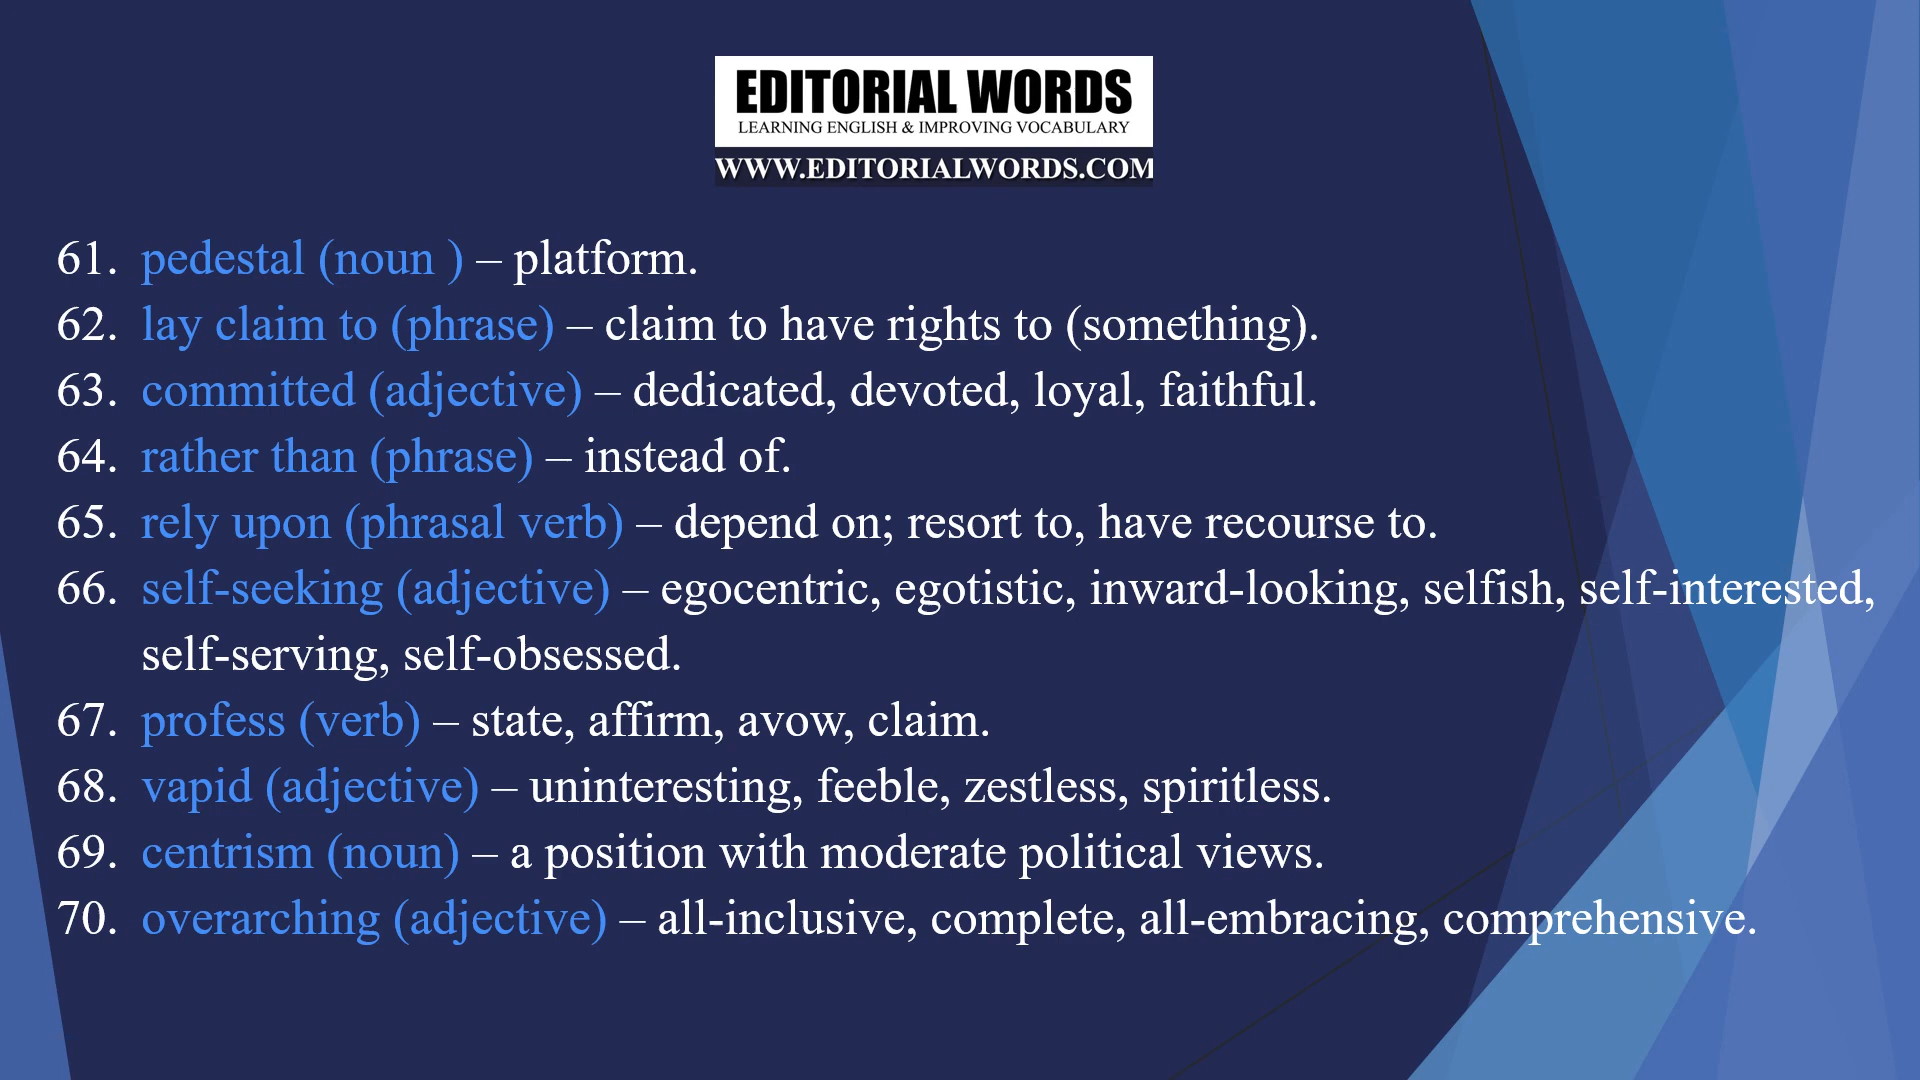 EDITORIAL WORDS
LEARNING ENGLISH & IMPROVING VOCABULARY
WWW.EDITORIALWORDS.COM
61. pedestal (noun ) – platform.
62. lay claim to (phrase) – claim to have rights to (something).
63. committed (adjective) – dedicated, devoted, loyal, faithful.
64. rather than (phrase) – instead of.
65. rely upon (phrasal verb) – depend on; resort to, have recourse to.
66. self-seeking (adjective) – egocentric, egotistic, inward-looking, selfish, self-interested,
self-serving, self-obsessed.
67. profess (verb) – state, affirm, avow, claim.
68. vapid (adjective) – uninteresting, feeble, zestless, spiritless.
69. centrism (noun) – a position with moderate political views.
70. overarching (adjective) – all-inclusive, complete, all-embracing, comprehensive.